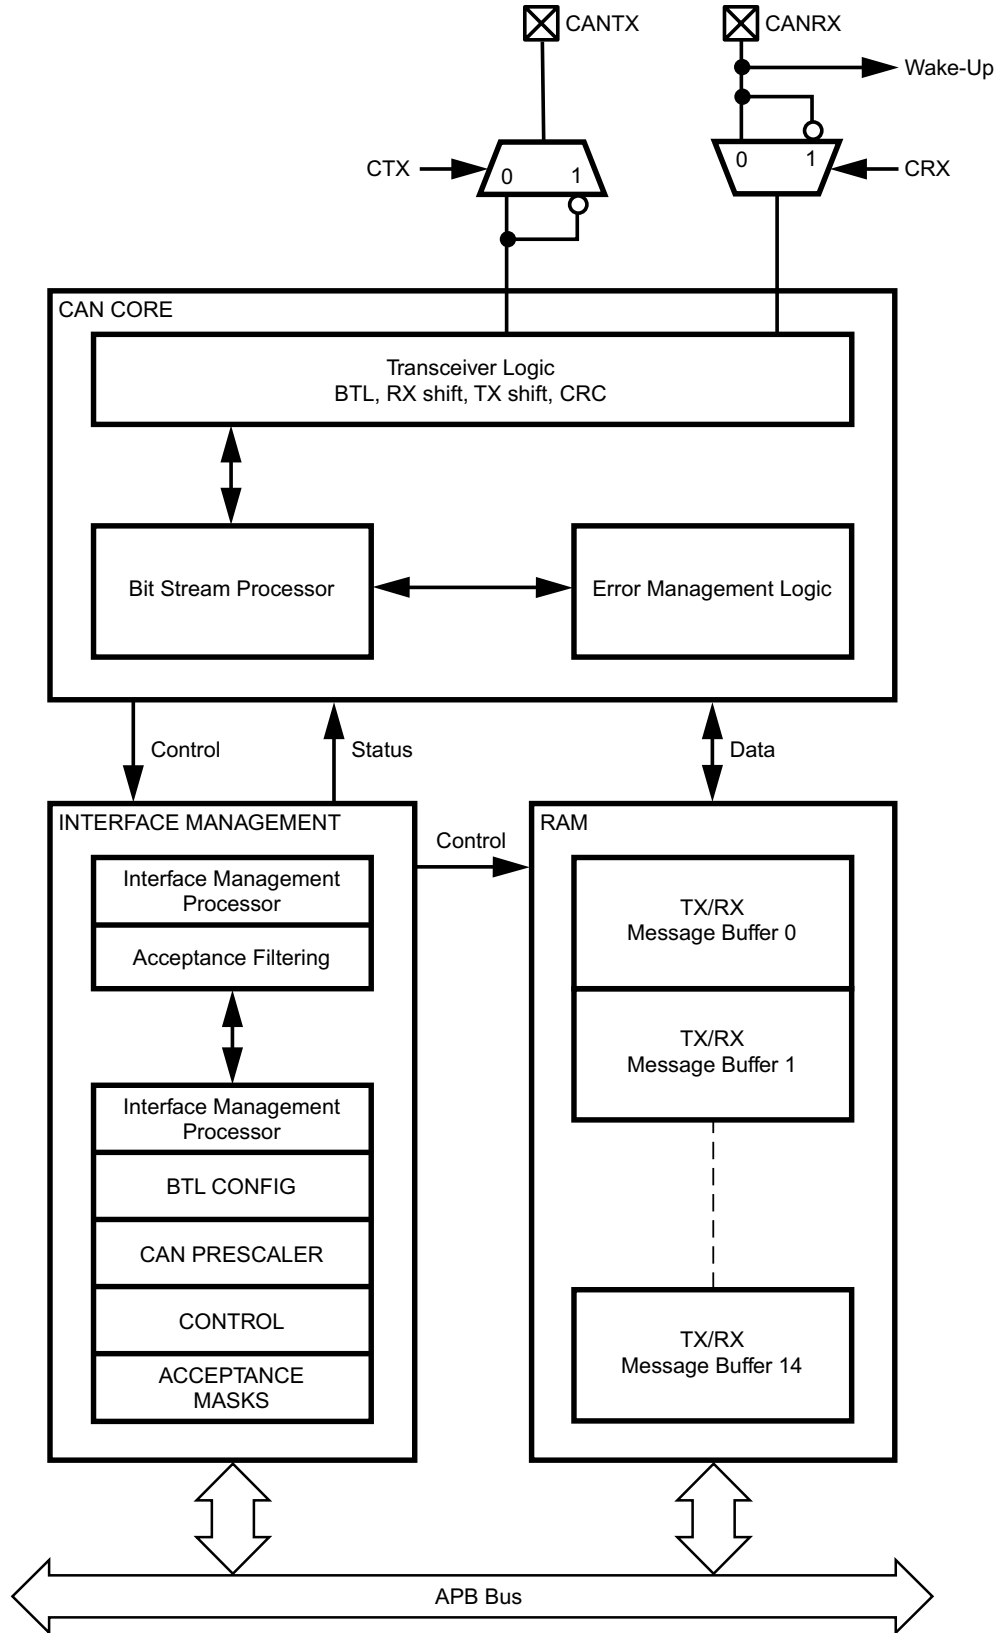 CANTX
CANRX
Wake-Up
CTX
0
1
0
1
CRX
CAN CORE
Transceiver Logic
BTL, RX shift, TX shift, CRC
Bit Stream Processor
Error Management Logic
Control
Status
Data
INTERFACE MANAGEMENT
Control
RAM
Interface Management
Processor
Acceptance Filtering
Interface Management
Processor
BTL CONFIG
CAN PRESCALER
CONTROL
ACCEPTANCE
MASKS
TX/RX
Message Buffer 0
TX/RX
Message Buffer 1
TX/RX
Message Buffer 14
APB Bus